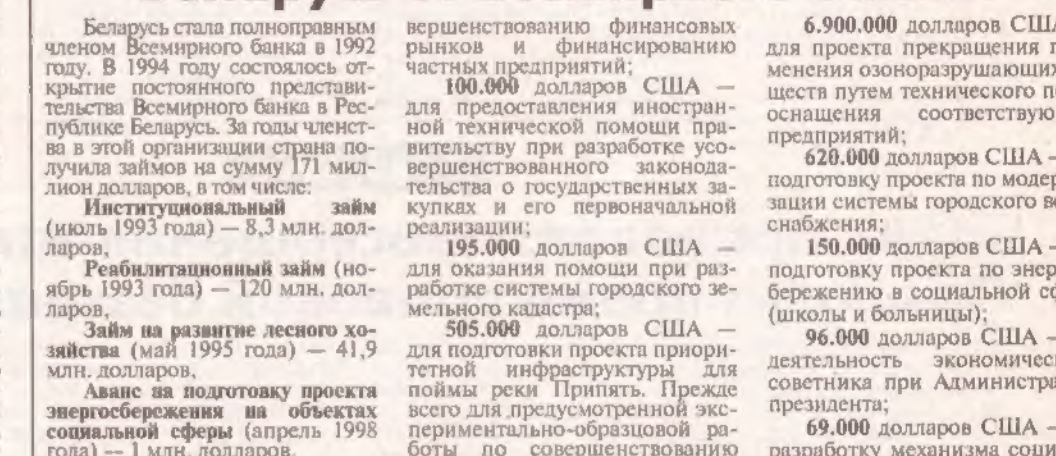 Беларусь стала полноправным
членом Всемирного банка в 1992
году. В 1994 году состоялось от-
крытие постоянного представи-
тельства Всемирного банка в Рес-
публике Беларусь. За годы членст-
ва в этой организации страна по-
лучила займов на сумму 171 мил-
лион долларов, в том числе:
Институциональный займ
(июль 1993 года) — 8,3 млн. дол-
ларов,
Реабилитационный займ (но-
ябрь 1993 года) — 120 млн. дол-
ларов,
Займ на развитие лесного хо-
зяйства (май 1995 года) — 41,9
млн. долларов,
Аванс на подготовку проекта
энергосбережения на объектах
социальной сферы (апрель 1998
года) — 1 млн. долларов.
вершенствованию финансовых
рынков и финансированию
частных предприятий;
100.000 долларов США —
для предоставления иностран-
ной технической помощи пра-
вительству при разработке усо-
вершенствованного законода-
тельства о государственных за-
купках и его первоначальной
реализации;
195.000 долларов США —
для оказания помощи при раз-
работке системы городского зе-
мельного кадастра;
505.000 долларов США —
для подготовки проекта приори-
тетной инфраструктуры для
поймы реки Припять. Прежде
всего для предусмотренной экс-
периментально-образцовой ра-
боты по совершенствованию
6.900.000 долларов США
для проекта прекращения п
менения озоноразрушающих
ществ путем технического п
оснащения соответствую
предприятий;
620.000 долларов США —
подготовку проекта по модер
зации системы городского в
снабжения;
150.000 долларов США —
подготовку проекта по энер
бережению в социальной с
(школы и больницы);
96.000 долларов США —
деятельность экономичес
советника при Администра
президента;
69.000 долларов США —
разработку механизма соци